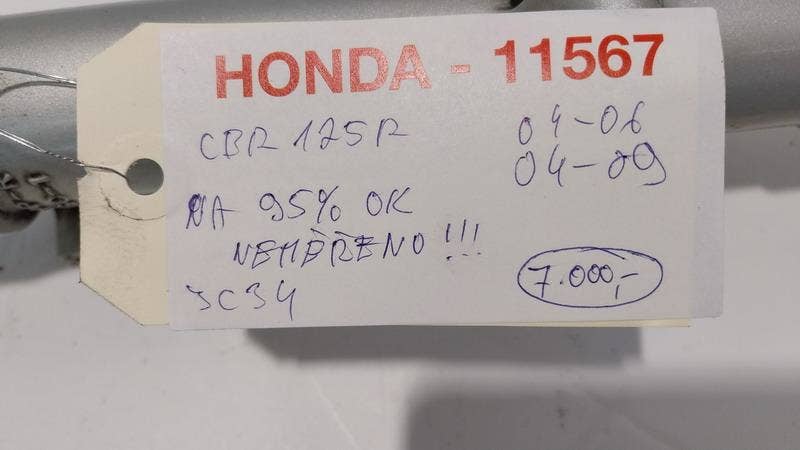 HONDA - 11567
CBR 125R
04-06
04-09
NA 95% OK
NEMĚŘENO !!!
JC34
7.000,-